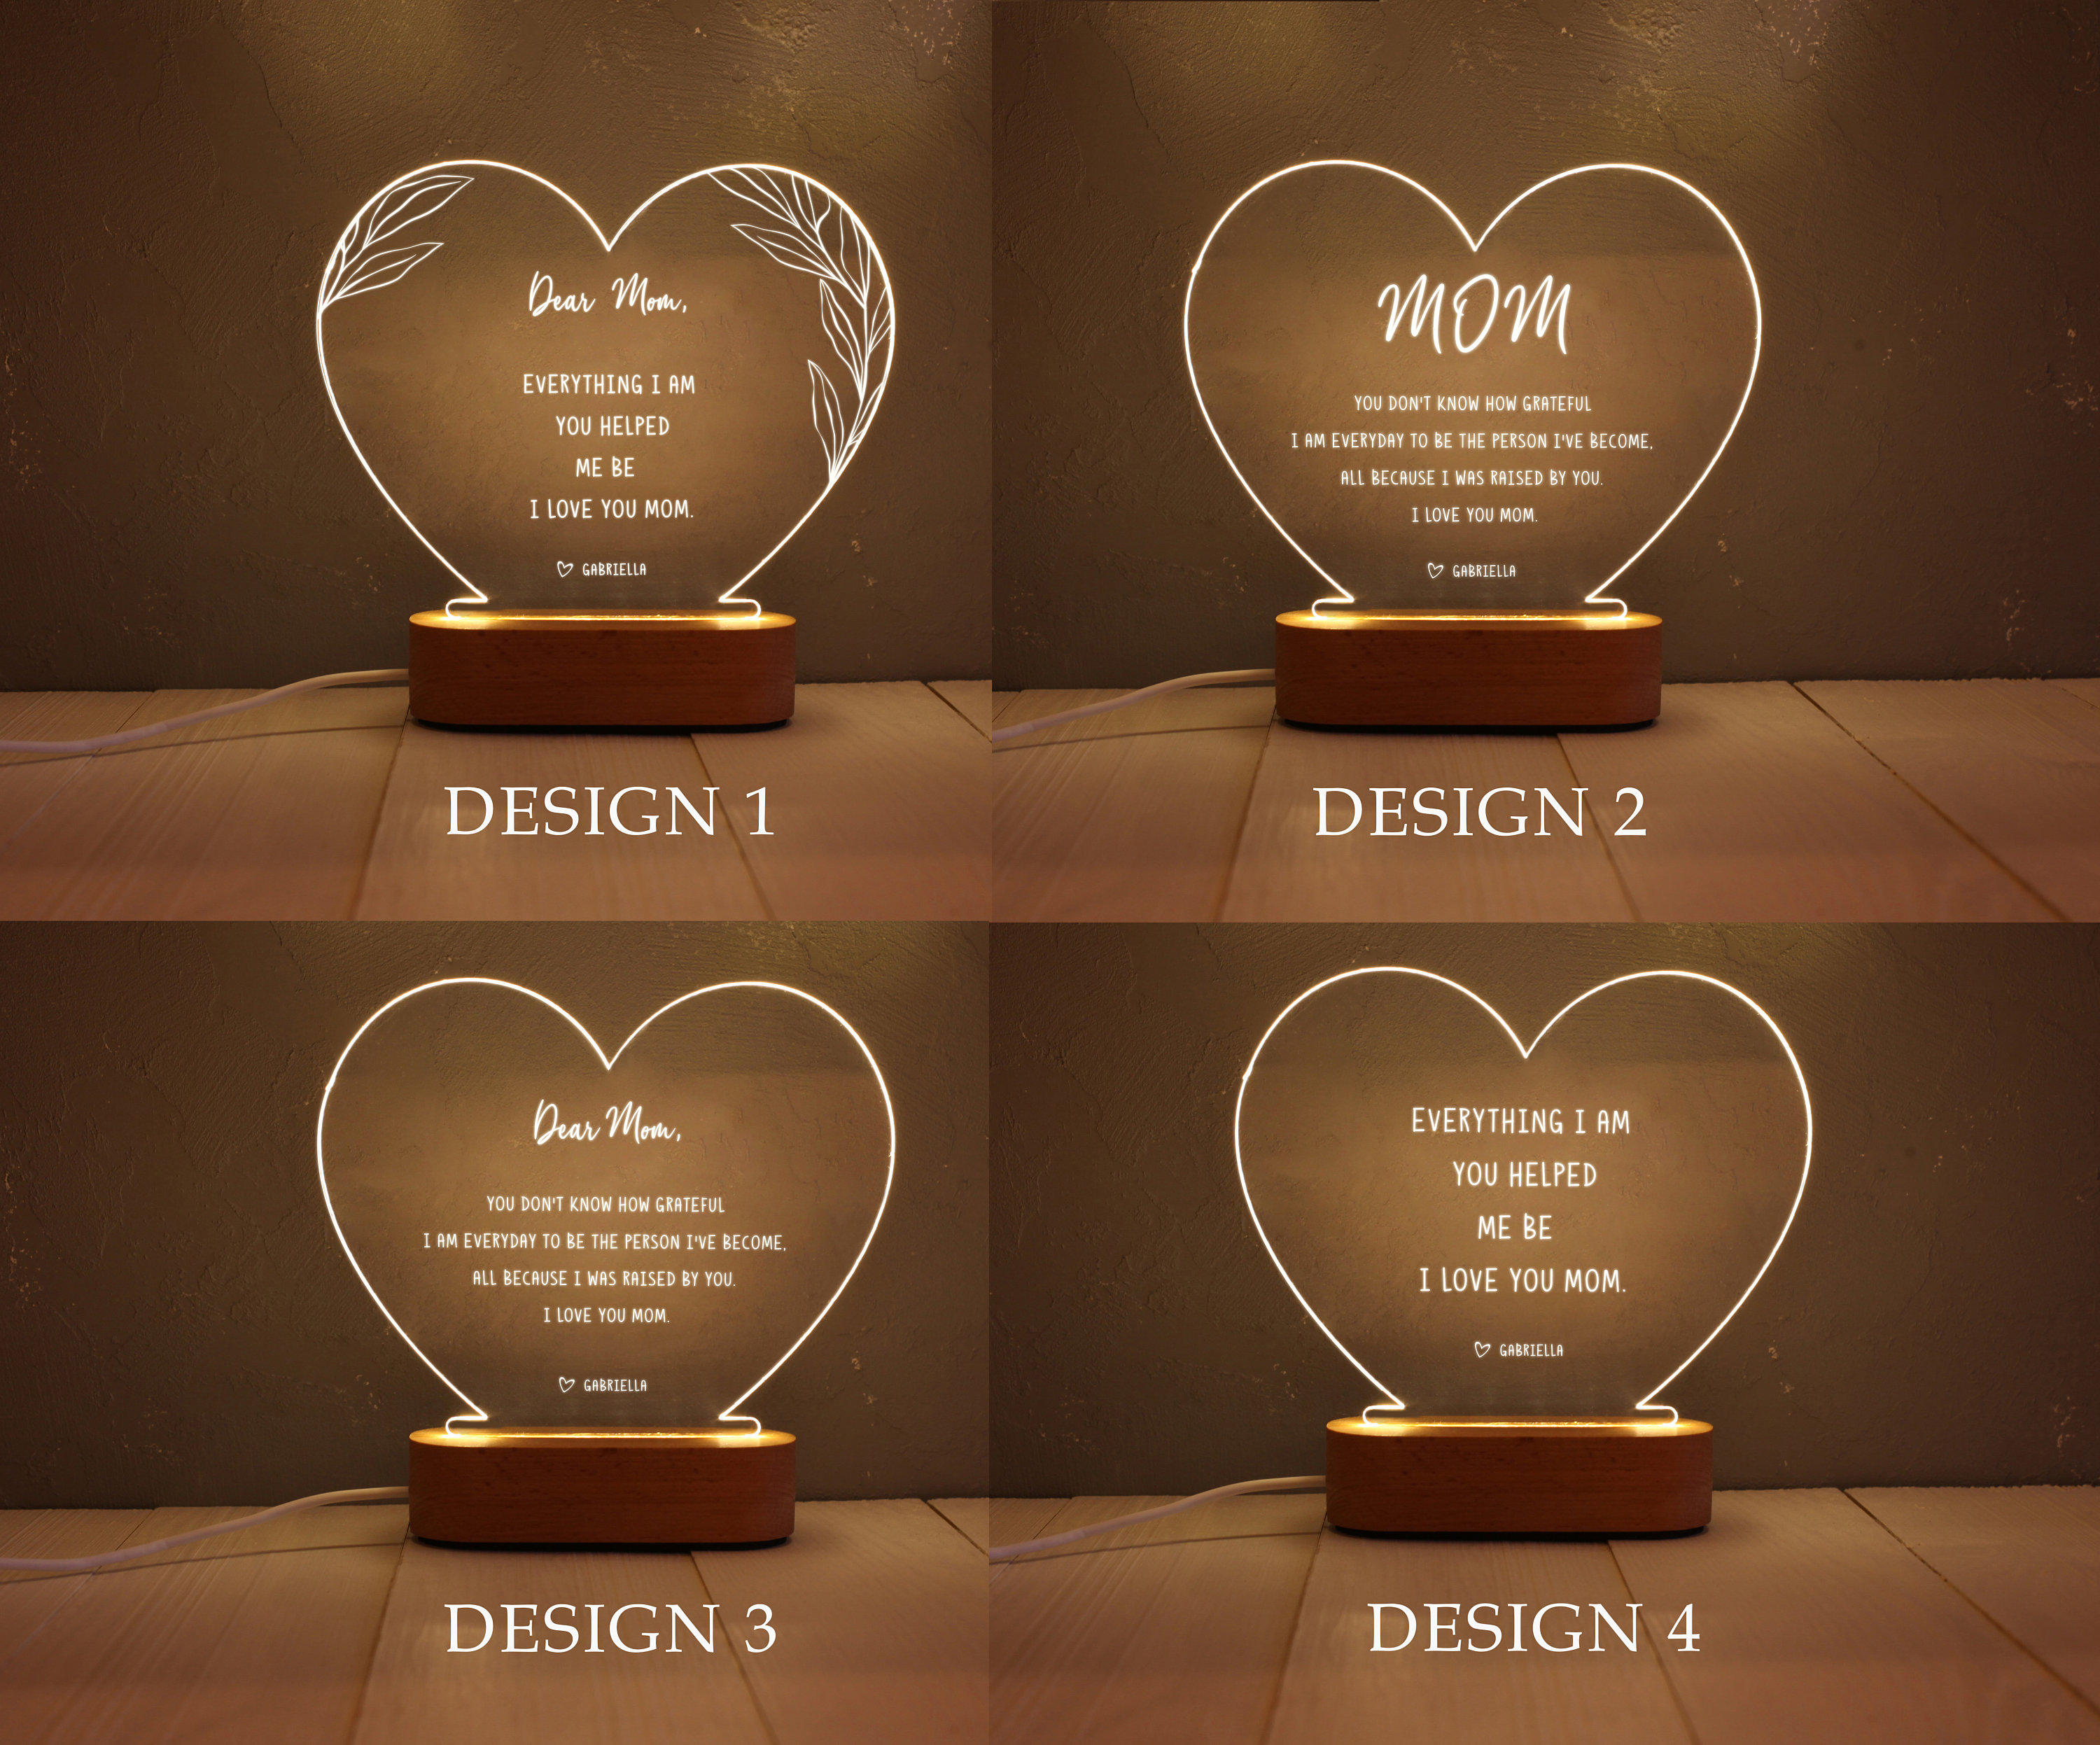 Dear Mom,
EVERYTHING I AM
YOU HELPED
ME BE
I LOVE YOU MOM.
GABRIELLA
DESIGN 1
MOM
YOU DON'T KNOW HOW GRATEFUL
I AM EVERYDAY TO BE THE PERSON I'VE BECOME,
ALL BECAUSE I WAS RAISED BY YOU.
I LOVE YOU MOM.
GABRIELLA
DESIGN 2
Dear Mom,
YOU DON'T KNOW HOW GRATEFUL
I AM EVERYDAY TO BE THE PERSON I'VE BECOME,
ALL BECAUSE I WAS RAISED BY YOU.
I LOVE YOU MOM.
GABRIELLA
DESIGN 3
EVERYTHING I AM
YOU HELPED
ME BE
I LOVE YOU MOM.
GABRIELLA
DESIGN 4